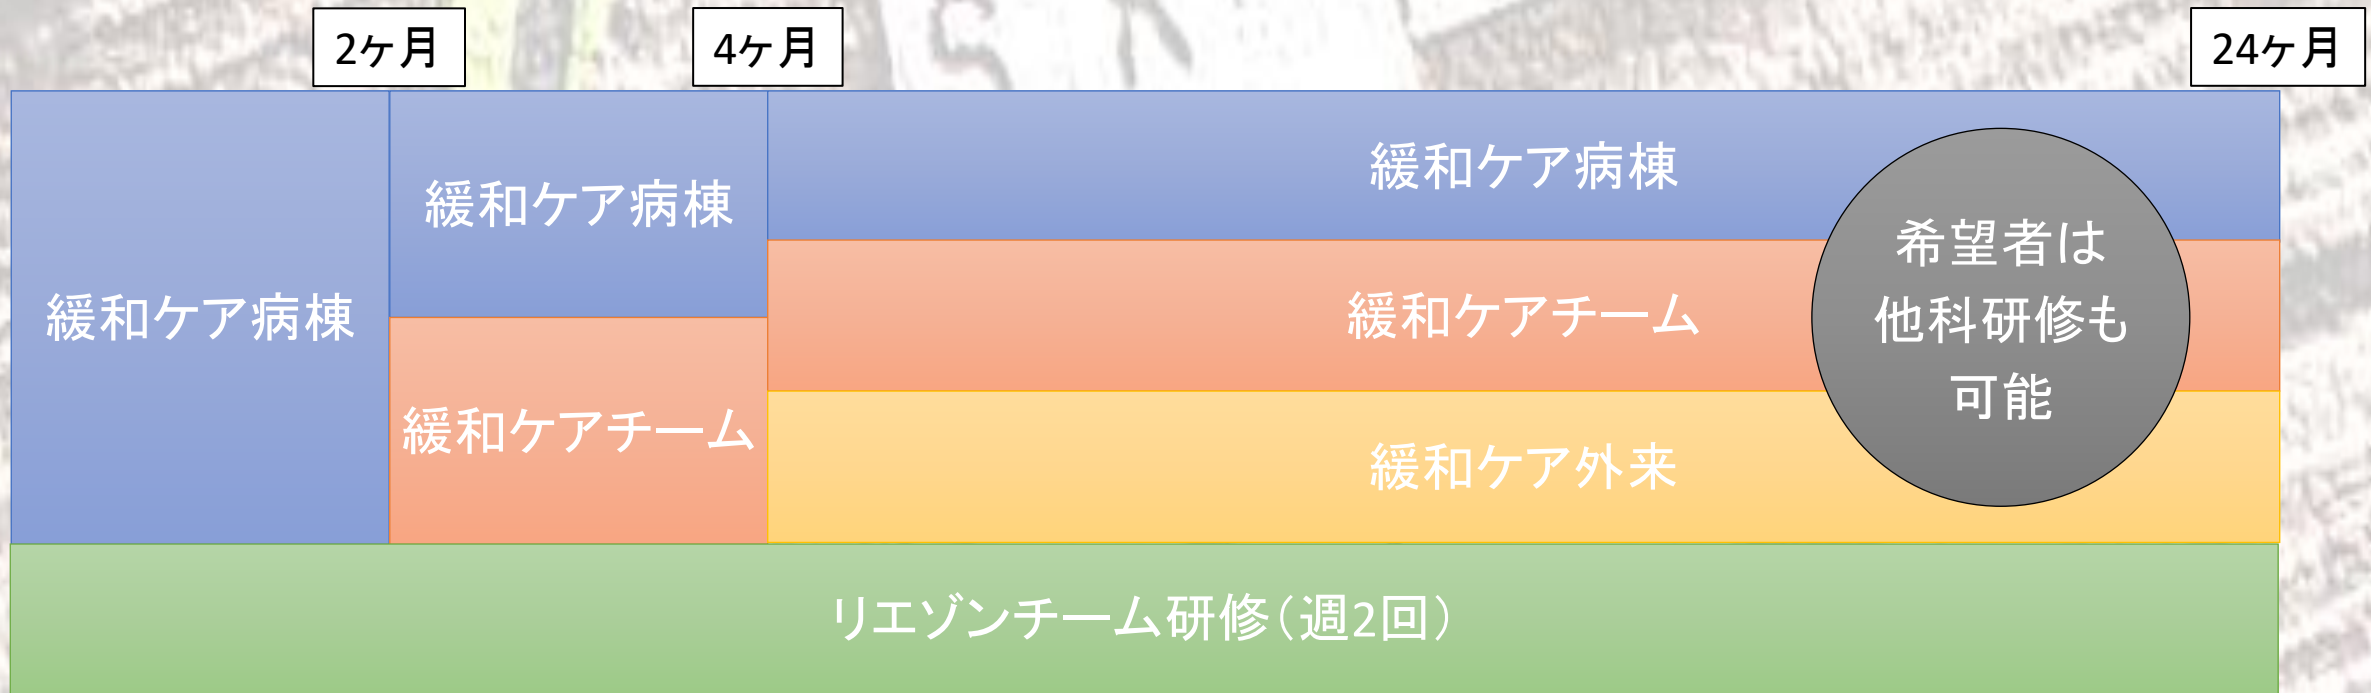 2ヶ月
4ヶ月
24ヶ月
緩和ケア病棟
緩和ケア病棟
緩和ケアチーム
緩和ケア病棟
緩和ケアチーム
緩和ケア外来
希望者は
他科研修も
可能
リエゾンチーム研修（週2回）